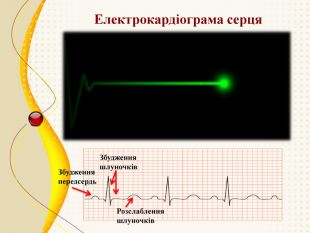 Електрокардіограма серця
Збудження
шлуночків
Збудження
передсердь
Розслаблення
шлуночків